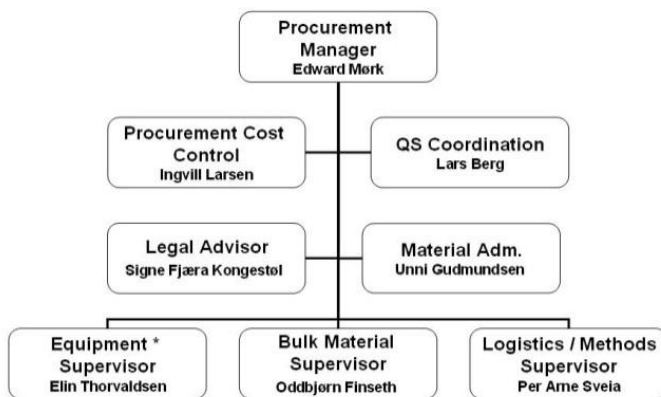 Procurement
Manager
Edward Mørk
Procurement Cost
Control
Ingvill Larsen
QS Coordination
Lars Berg
Legal Advisor
Signe Fjæra Kongestøl
Material Adm.
Unni Gudmundsen
Equipment *
Supervisor
Elin Thorvaldsen
Bulk Material
Supervisor
Oddbjørn Finseth
Logistics / Methods
Supervisor
Per Arne Sveia